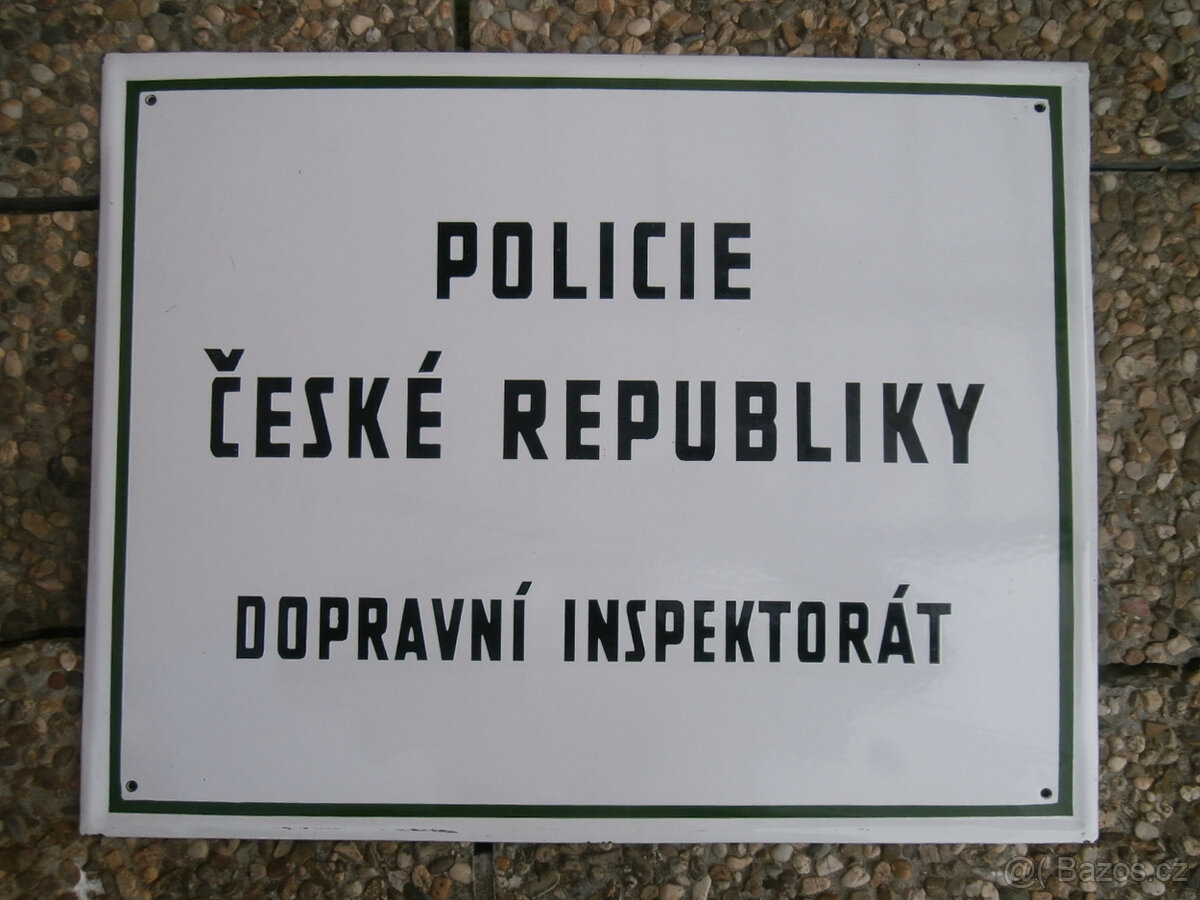 POLICIE
ČESKÉ REPUBLIKY
DOPRAVNÍ INSPEKTORÁT
@( Bazos.cz